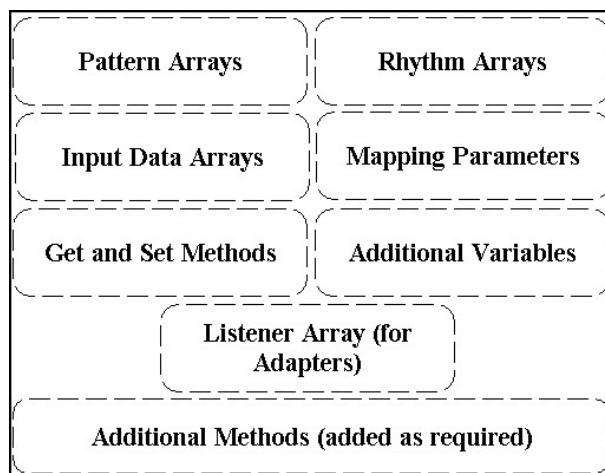 Pattern Arrays
Rhythm Arrays
Input Data Arrays
Mapping Parameters
Get and Set Methods
Additional Variables
Listener Array (for
Adapters)
Additional Methods (added as required)